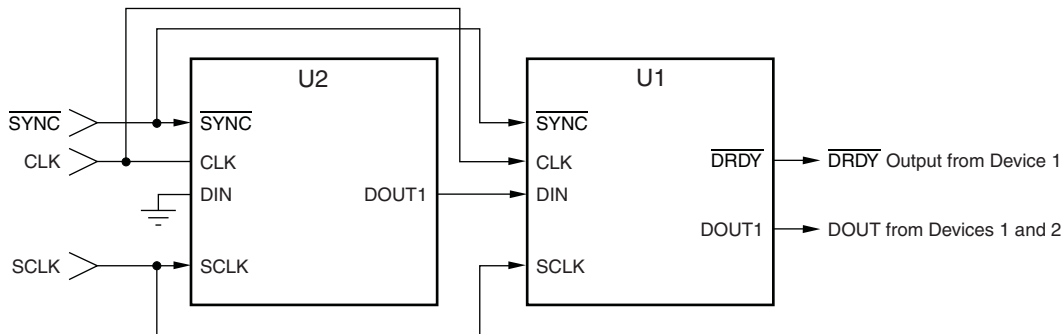 U2
U1
SYNC
SYNC
SYNC
CLK
CLK
CLK
DRDY
DRDY Output from Device 1
DIN
DOUT1
DIN
DOUT1
DOUT from Devices 1 and 2
SCLK
SCLK
SCLK